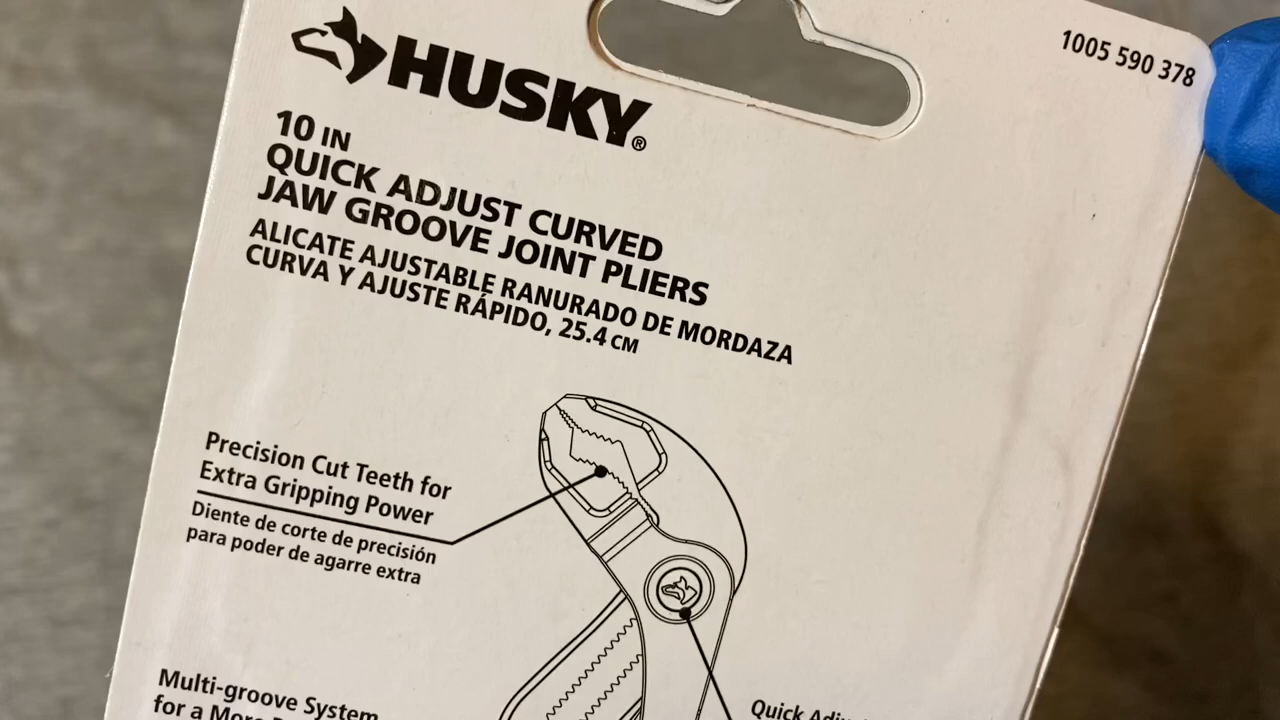 HUSKY®
1005 590 378
10 IN
QUICK ADJUST CURVED
JAW GROOVE JOINT PLIERS
ALICATE AJUSTABLE RANURADO DE MORDAZA
CURVA Y AJUSTE RÁPIDO, 25.4 CM
Precision Cut Teeth for
Extra Gripping Power
Diente de corte de precisión
para poder de agarre extra
Multi-groove System
for a More
Quick